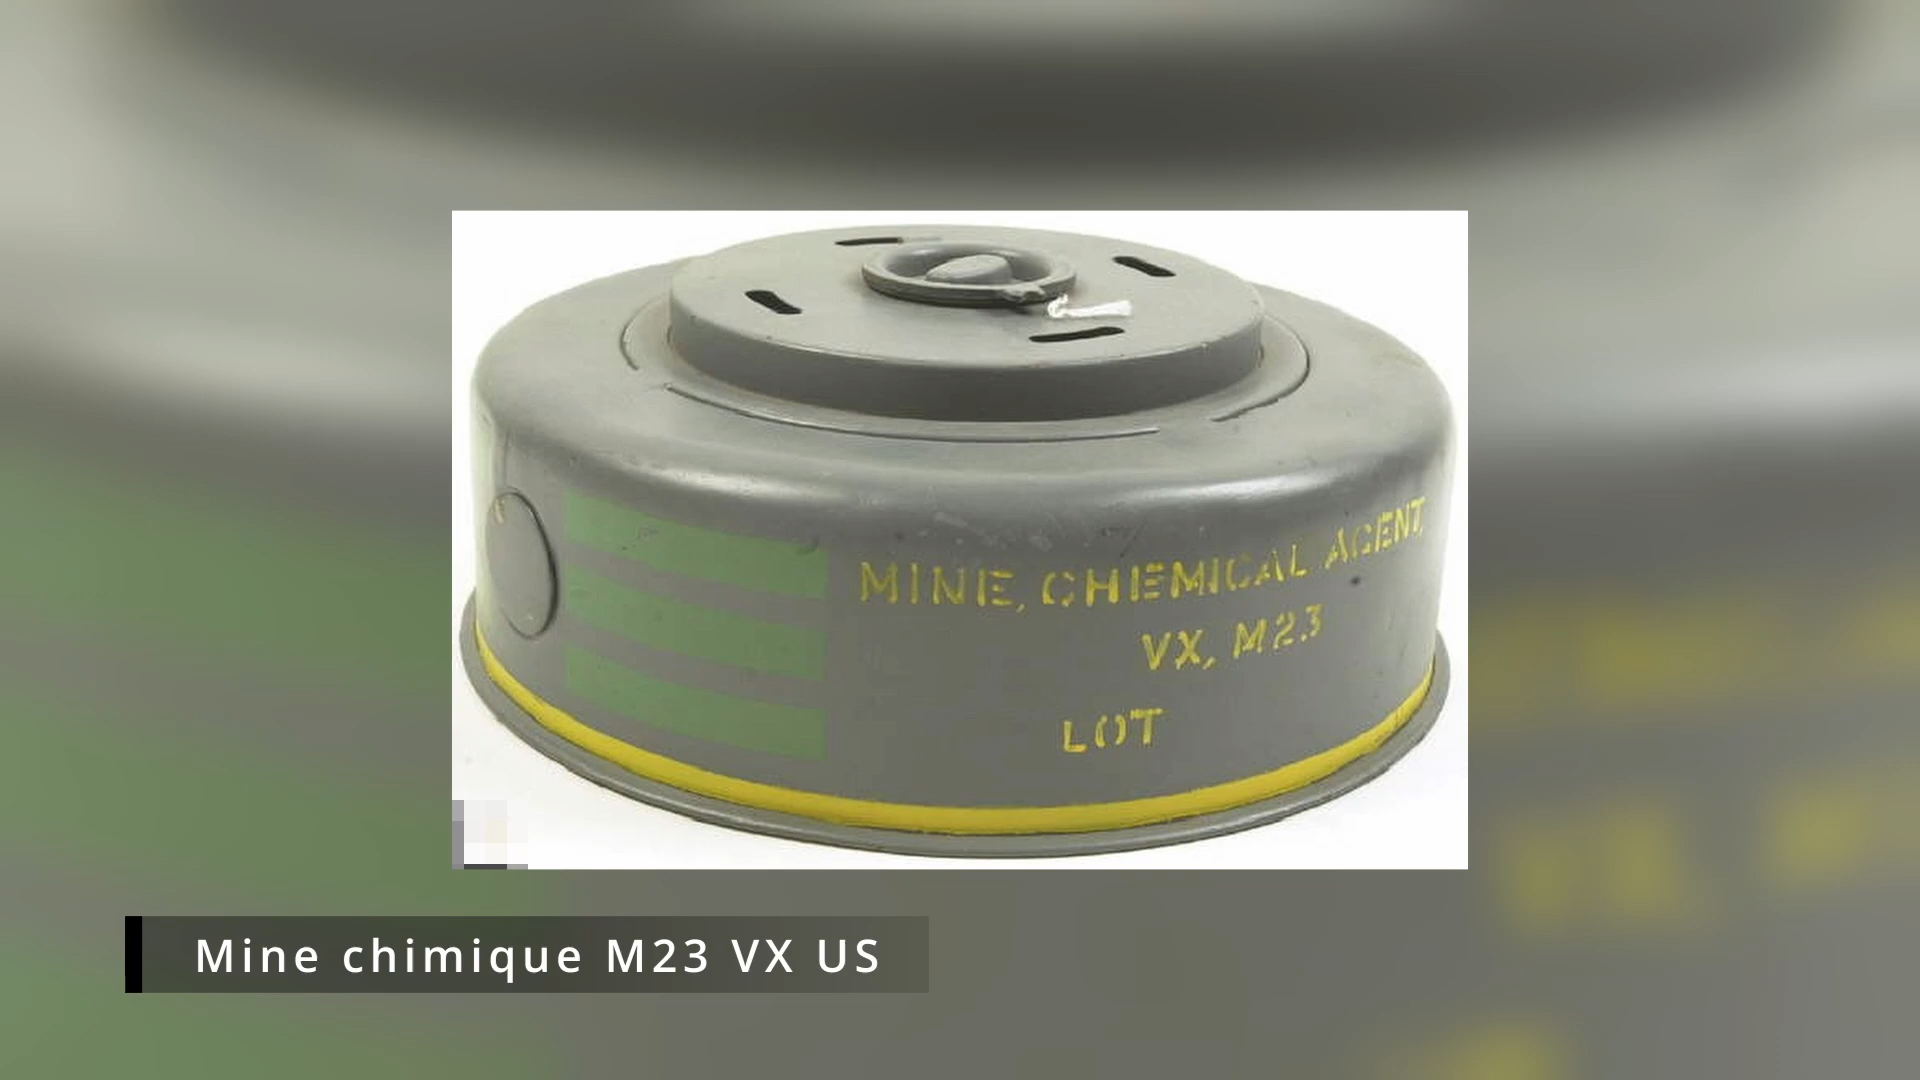 MINE, CHEMICAL AGENT
VX, M23
LOT
Mine chimique M23 VX US